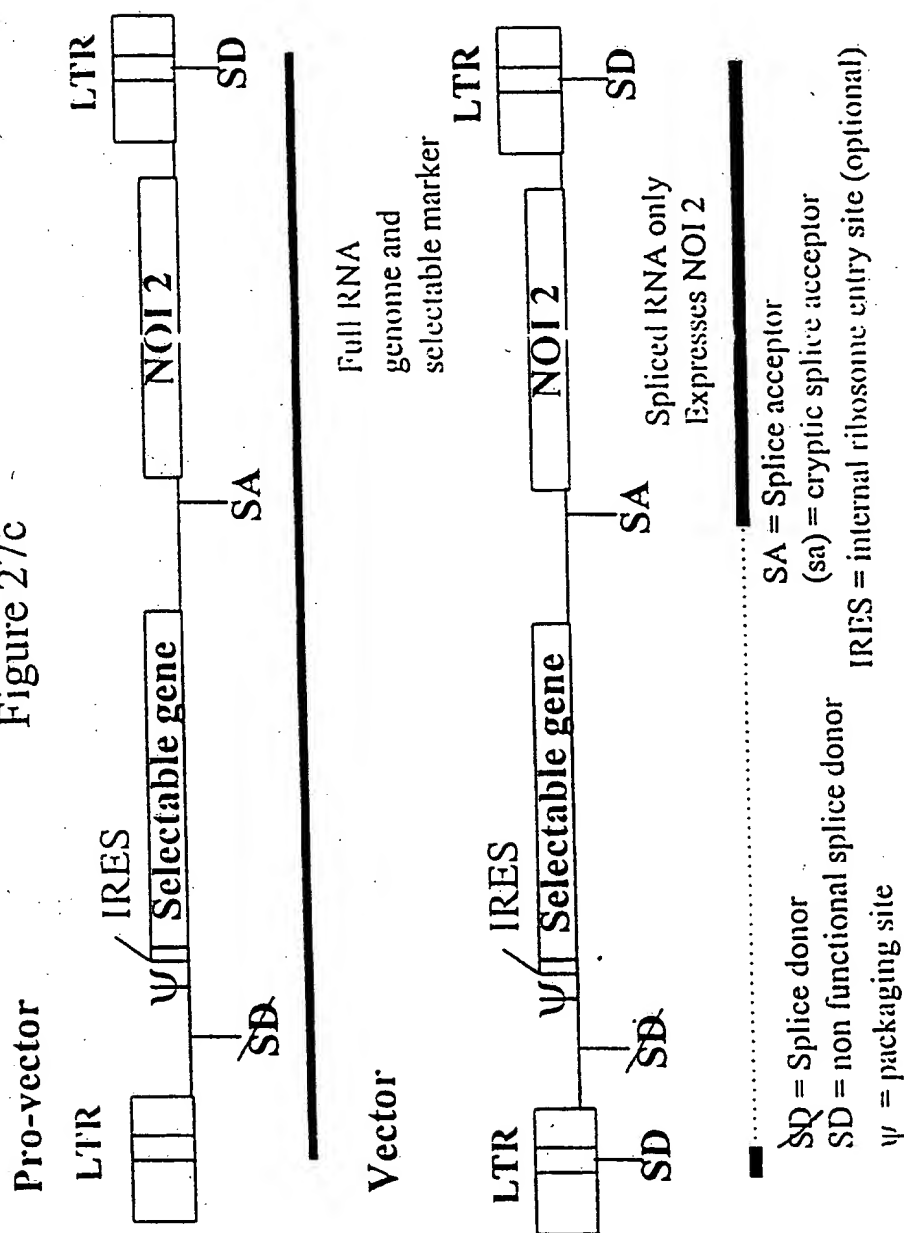 Figure 27c
Pro-vector
LTR
SD
Ψ
IRES
Selectable gene
SA
NOI 2
LTR
SD
Full RNA
genome and
selectable marker
Vector
LTR
SD
SD
Ψ
IRES
Selectable gene
SA
NOI 2
LTR
SD
Spliced RNA only
Expresses NOI 2
SD = Splice donor
SD = non functional splice donor
Ψ = packaging site
SA = Splice acceptor
(sa) = cryptic splice acceptor
IRES = internal ribosome entry site (optional)